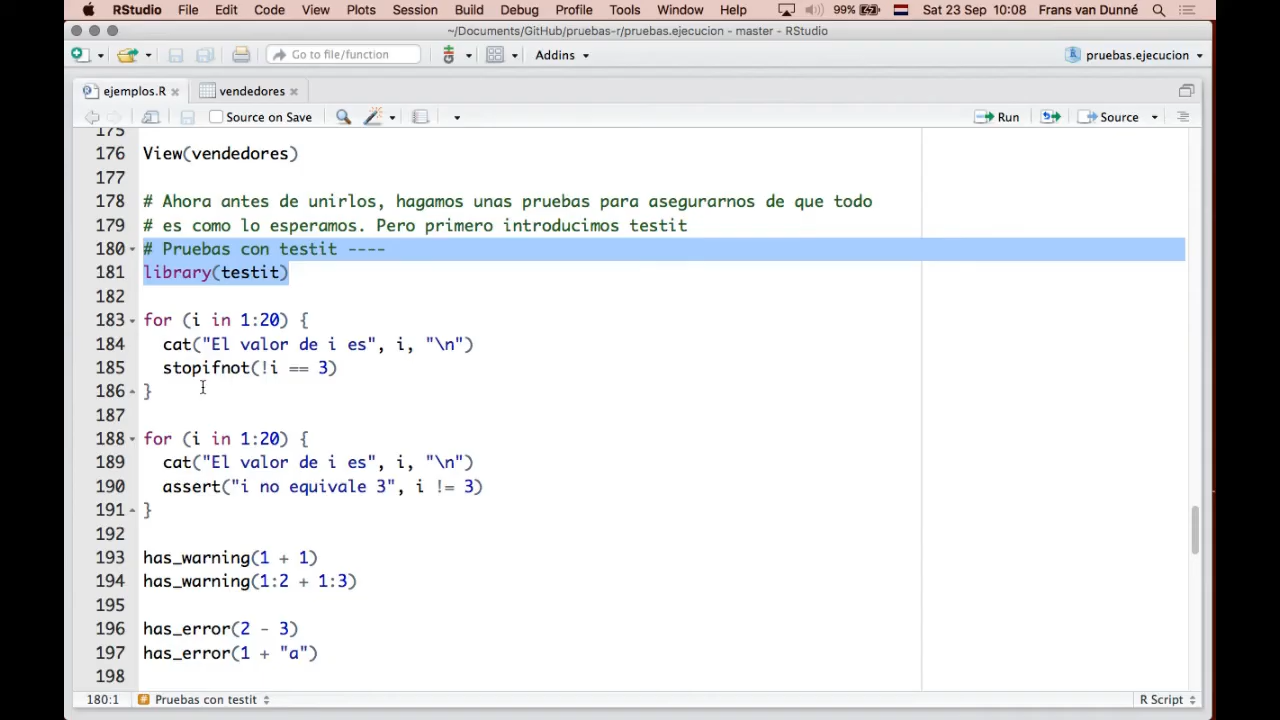 RStudio File Edit Code View Plots Session Build Debug Profile Tools Window Help 99% Sat 23 Sep 10:08 Frans van Dunné
~/Documents/GitHub/pruebas-r/pruebas.ejecucion - master - RStudio
Go to file/function Addins pruebas.ejecucion
ejemplos.R vendedores
Source on Save Run Source
175
176 View(vendedores)
177
178 # Ahora antes de unirlos, hagamos unas pruebas para asegurarnos de que todo
179 # es como lo esperamos. Pero primero introducimos testit
180 # Pruebas con testit ----
181 library(testit)
182
183 for (i in 1:20) {
184 cat("El valor de i es", i, "\n")
185 stopifnot(!i == 3)
186 }
187
188 for (i in 1:20) {
189 cat("El valor de i es", i, "\n")
190 assert("i no equivale 3", i != 3)
191 }
192
193 has_warning(1 + 1)
194 has_warning(1:2 + 1:3)
195
196 has_error(2 - 3)
197 has_error(1 + "a")
198
180:1 # Pruebas con testit R Script